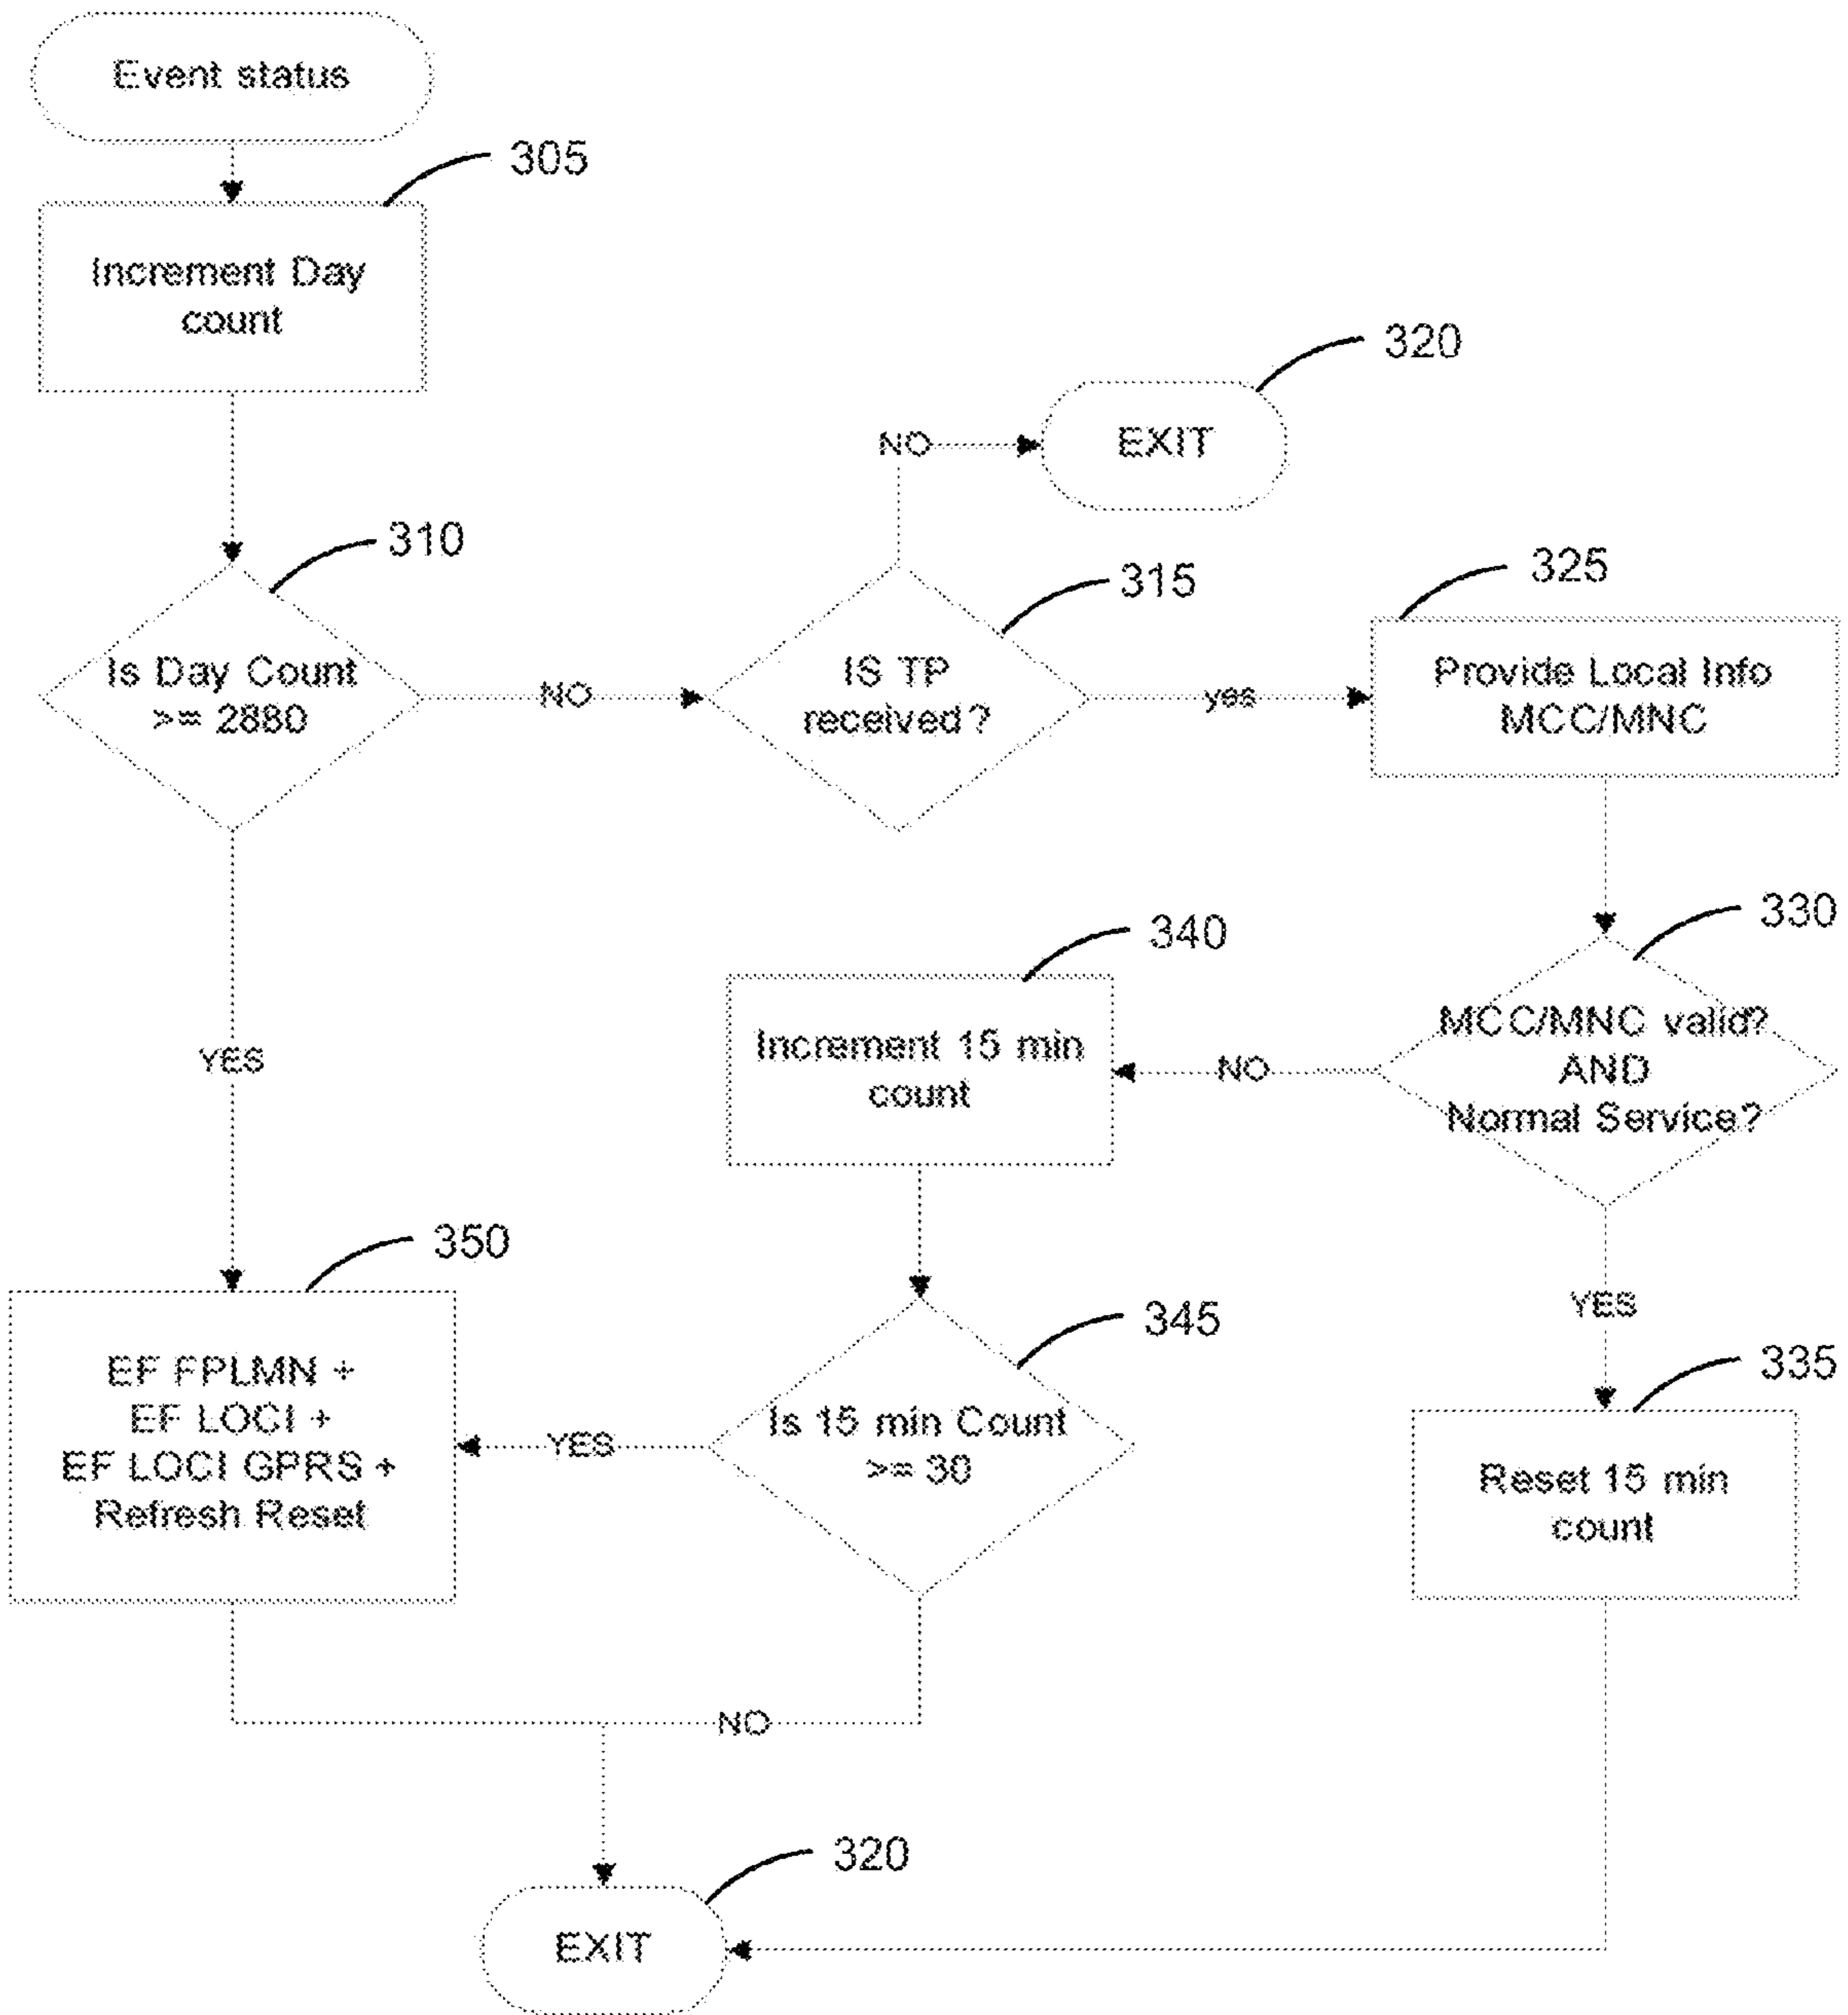 Event status
305
Increment Day
count
320
NO
EXIT
310
315
325
Is Day Count
>= 2880
NO
IS TP
received?
yes
Provide Local Info
MCC/MNC
330
340
YES
Increment 15 min
count
NO
MCC/MNC valid?
AND
Normal Service?
350
345
YES
335
EF FPLMN +
EF LOCI +
EF LOCI GPRS +
Refresh Reset
YES
Is 15 min Count
>= 30
Reset 15 min
count
NO
320
EXIT